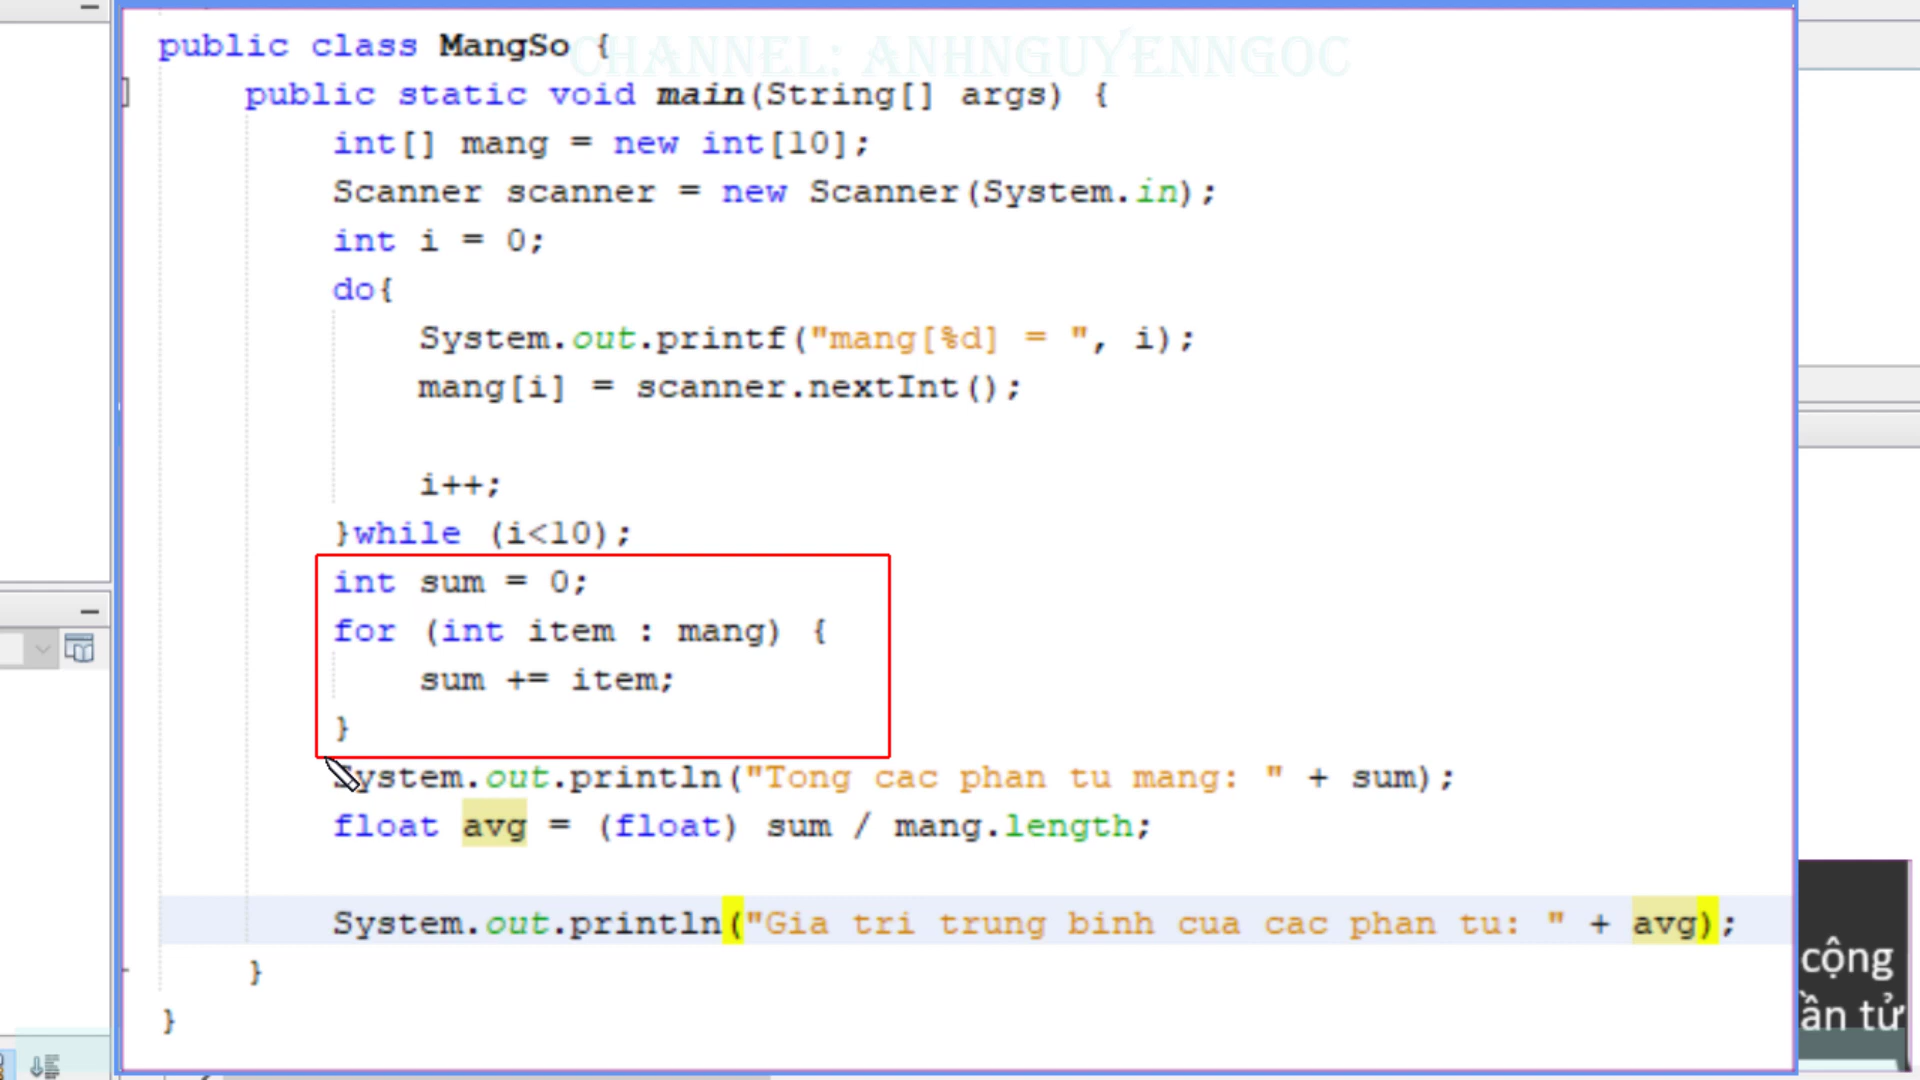 CHANNEL: ANHNGUYENNGOC
public class MangSo {
public static void main(String[] args) {
int[] mang = new int[10];
Scanner scanner = new Scanner(System.in);
int i = 0;
do{
System.out.printf("mang[%d] = ", i);
mang[i] = scanner.nextInt();
i++;
}while (i<10);
int sum = 0;
for (int item : mang) {
sum += item;
}
System.out.println("Tong cac phan tu mang: " + sum);
float avg = (float) sum / mang.length;
System.out.println("Gia tri trung binh cua cac phan tu: " + avg);
}
}
cộng
ần tử